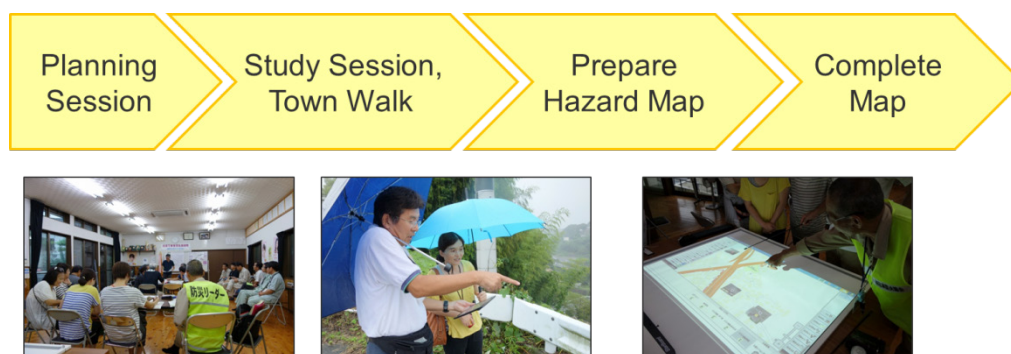 Planning
Session
Study Session,
Town Walk
Prepare
Hazard Map
Complete
Map
防災リーダー